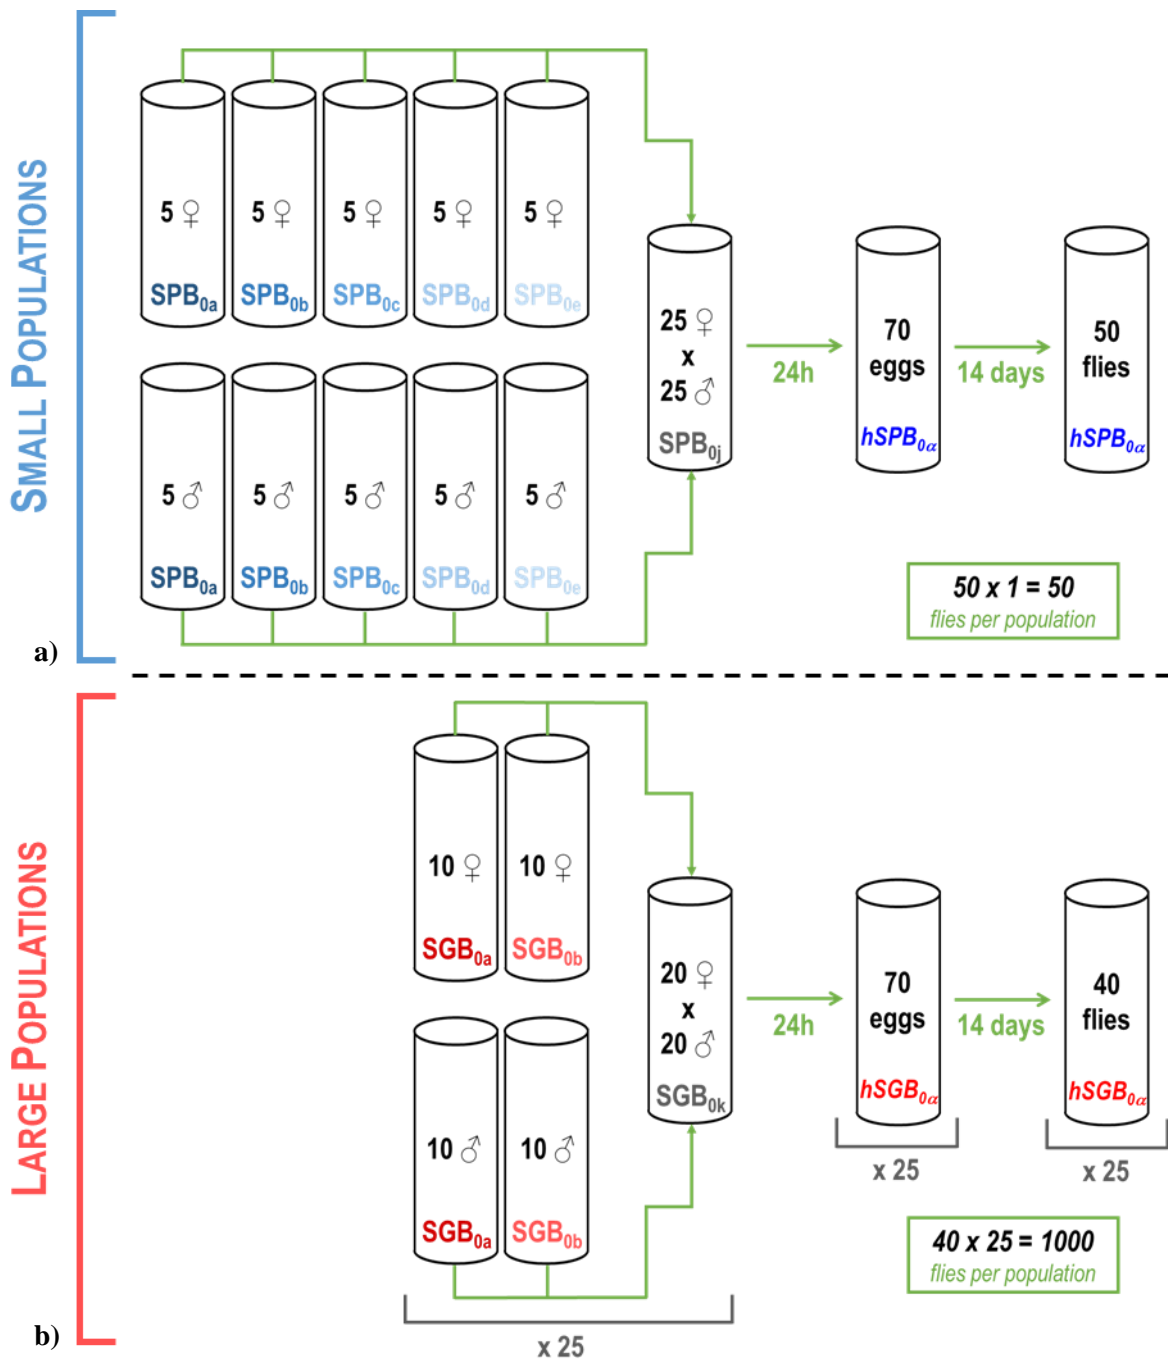 SMALL POPULATIONS
5 ♀ 5 ♀ 5 ♀ 5 ♀ 5 ♀
SPB0a SPB0b SPB0c SPB0d SPB0e
5 ♂ 5 ♂ 5 ♂ 5 ♂ 5 ♂
SPB0a SPB0b SPB0c SPB0d SPB0e
25 ♀
x
25 ♂
SPB0j
24h
70
eggs
hSPB0α
14 days
50
flies
hSPB0α
50 x 1 = 50
flies per population
a)
LARGE POPULATIONS
10 ♀ 10 ♀
SGB0a SGB0b
10 ♂ 10 ♂
SGB0a SGB0b
x 25
20 ♀
x
20 ♂
SGB0k
24h
70
eggs
hSGB0α
x 25
14 days
40
flies
hSGB0α
x 25
40 x 25 = 1000
flies per population
b)